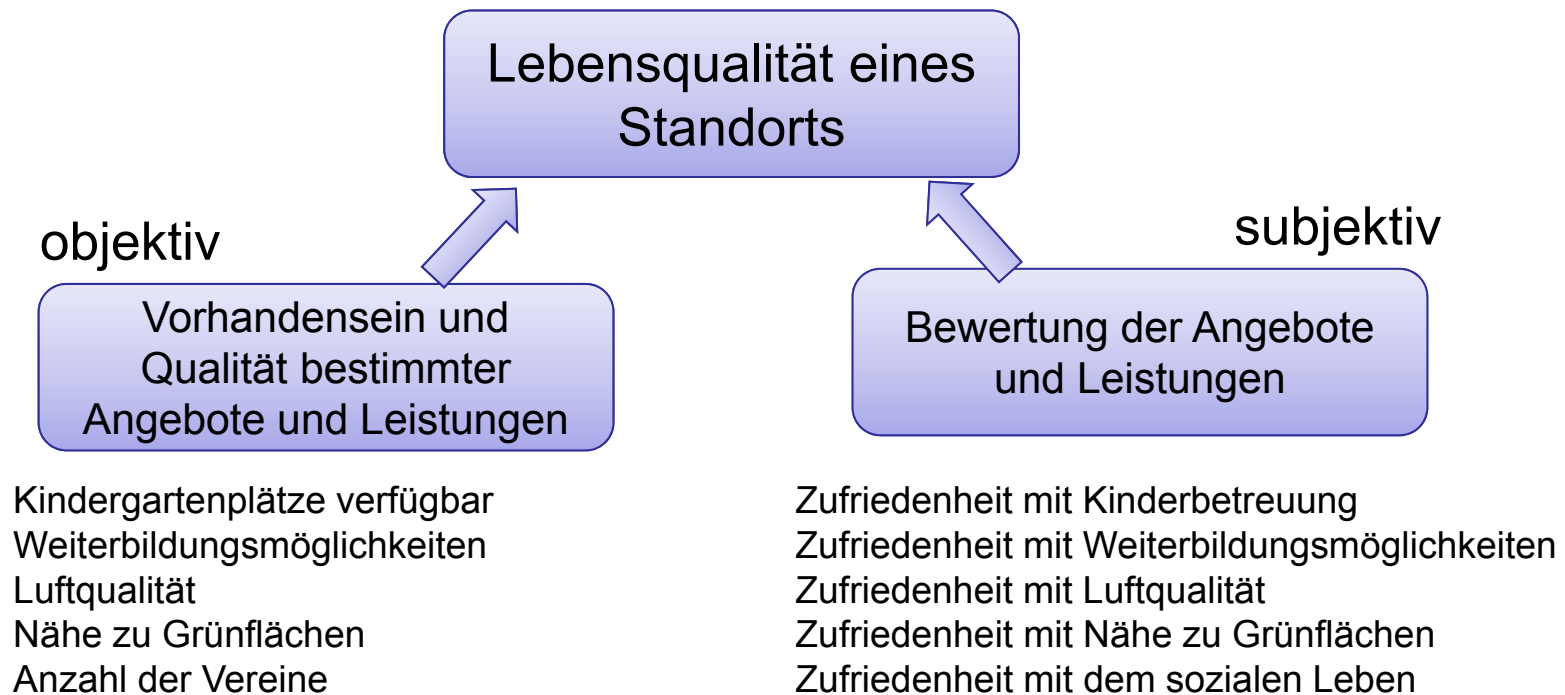 Lebensqualität eines
Standorts
objektiv
subjektiv
Vorhandensein und
Qualität bestimmter
Angebote und Leistungen
Bewertung der Angebote
und Leistungen
Kindergartenplätze verfügbar
Weiterbildungsmöglichkeiten
Luftqualität
Nähe zu Grünflächen
Anzahl der Vereine
Zufriedenheit mit Kinderbetreuung
Zufriedenheit mit Weiterbildungsmöglichkeiten
Zufriedenheit mit Luftqualität
Zufriedenheit mit Nähe zu Grünflächen
Zufriedenheit mit dem sozialen Leben